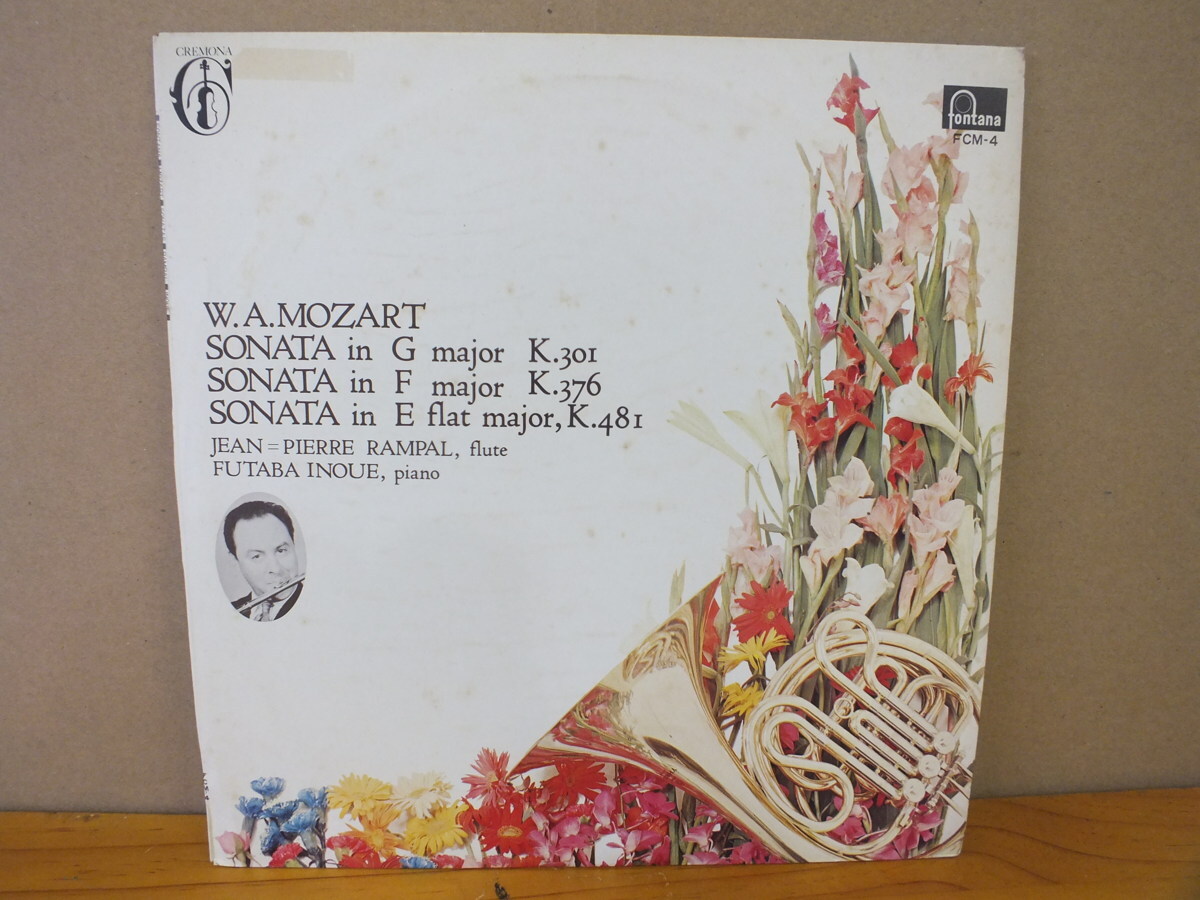 CREMONA
fontana
FCM-4
W.A.MOZART
SONATA in G major K.301
SONATA in F major K.376
SONATA in E flat major, K.481
JEAN=PIERRE RAMPAL, flute
FUTABA INOUE, piano